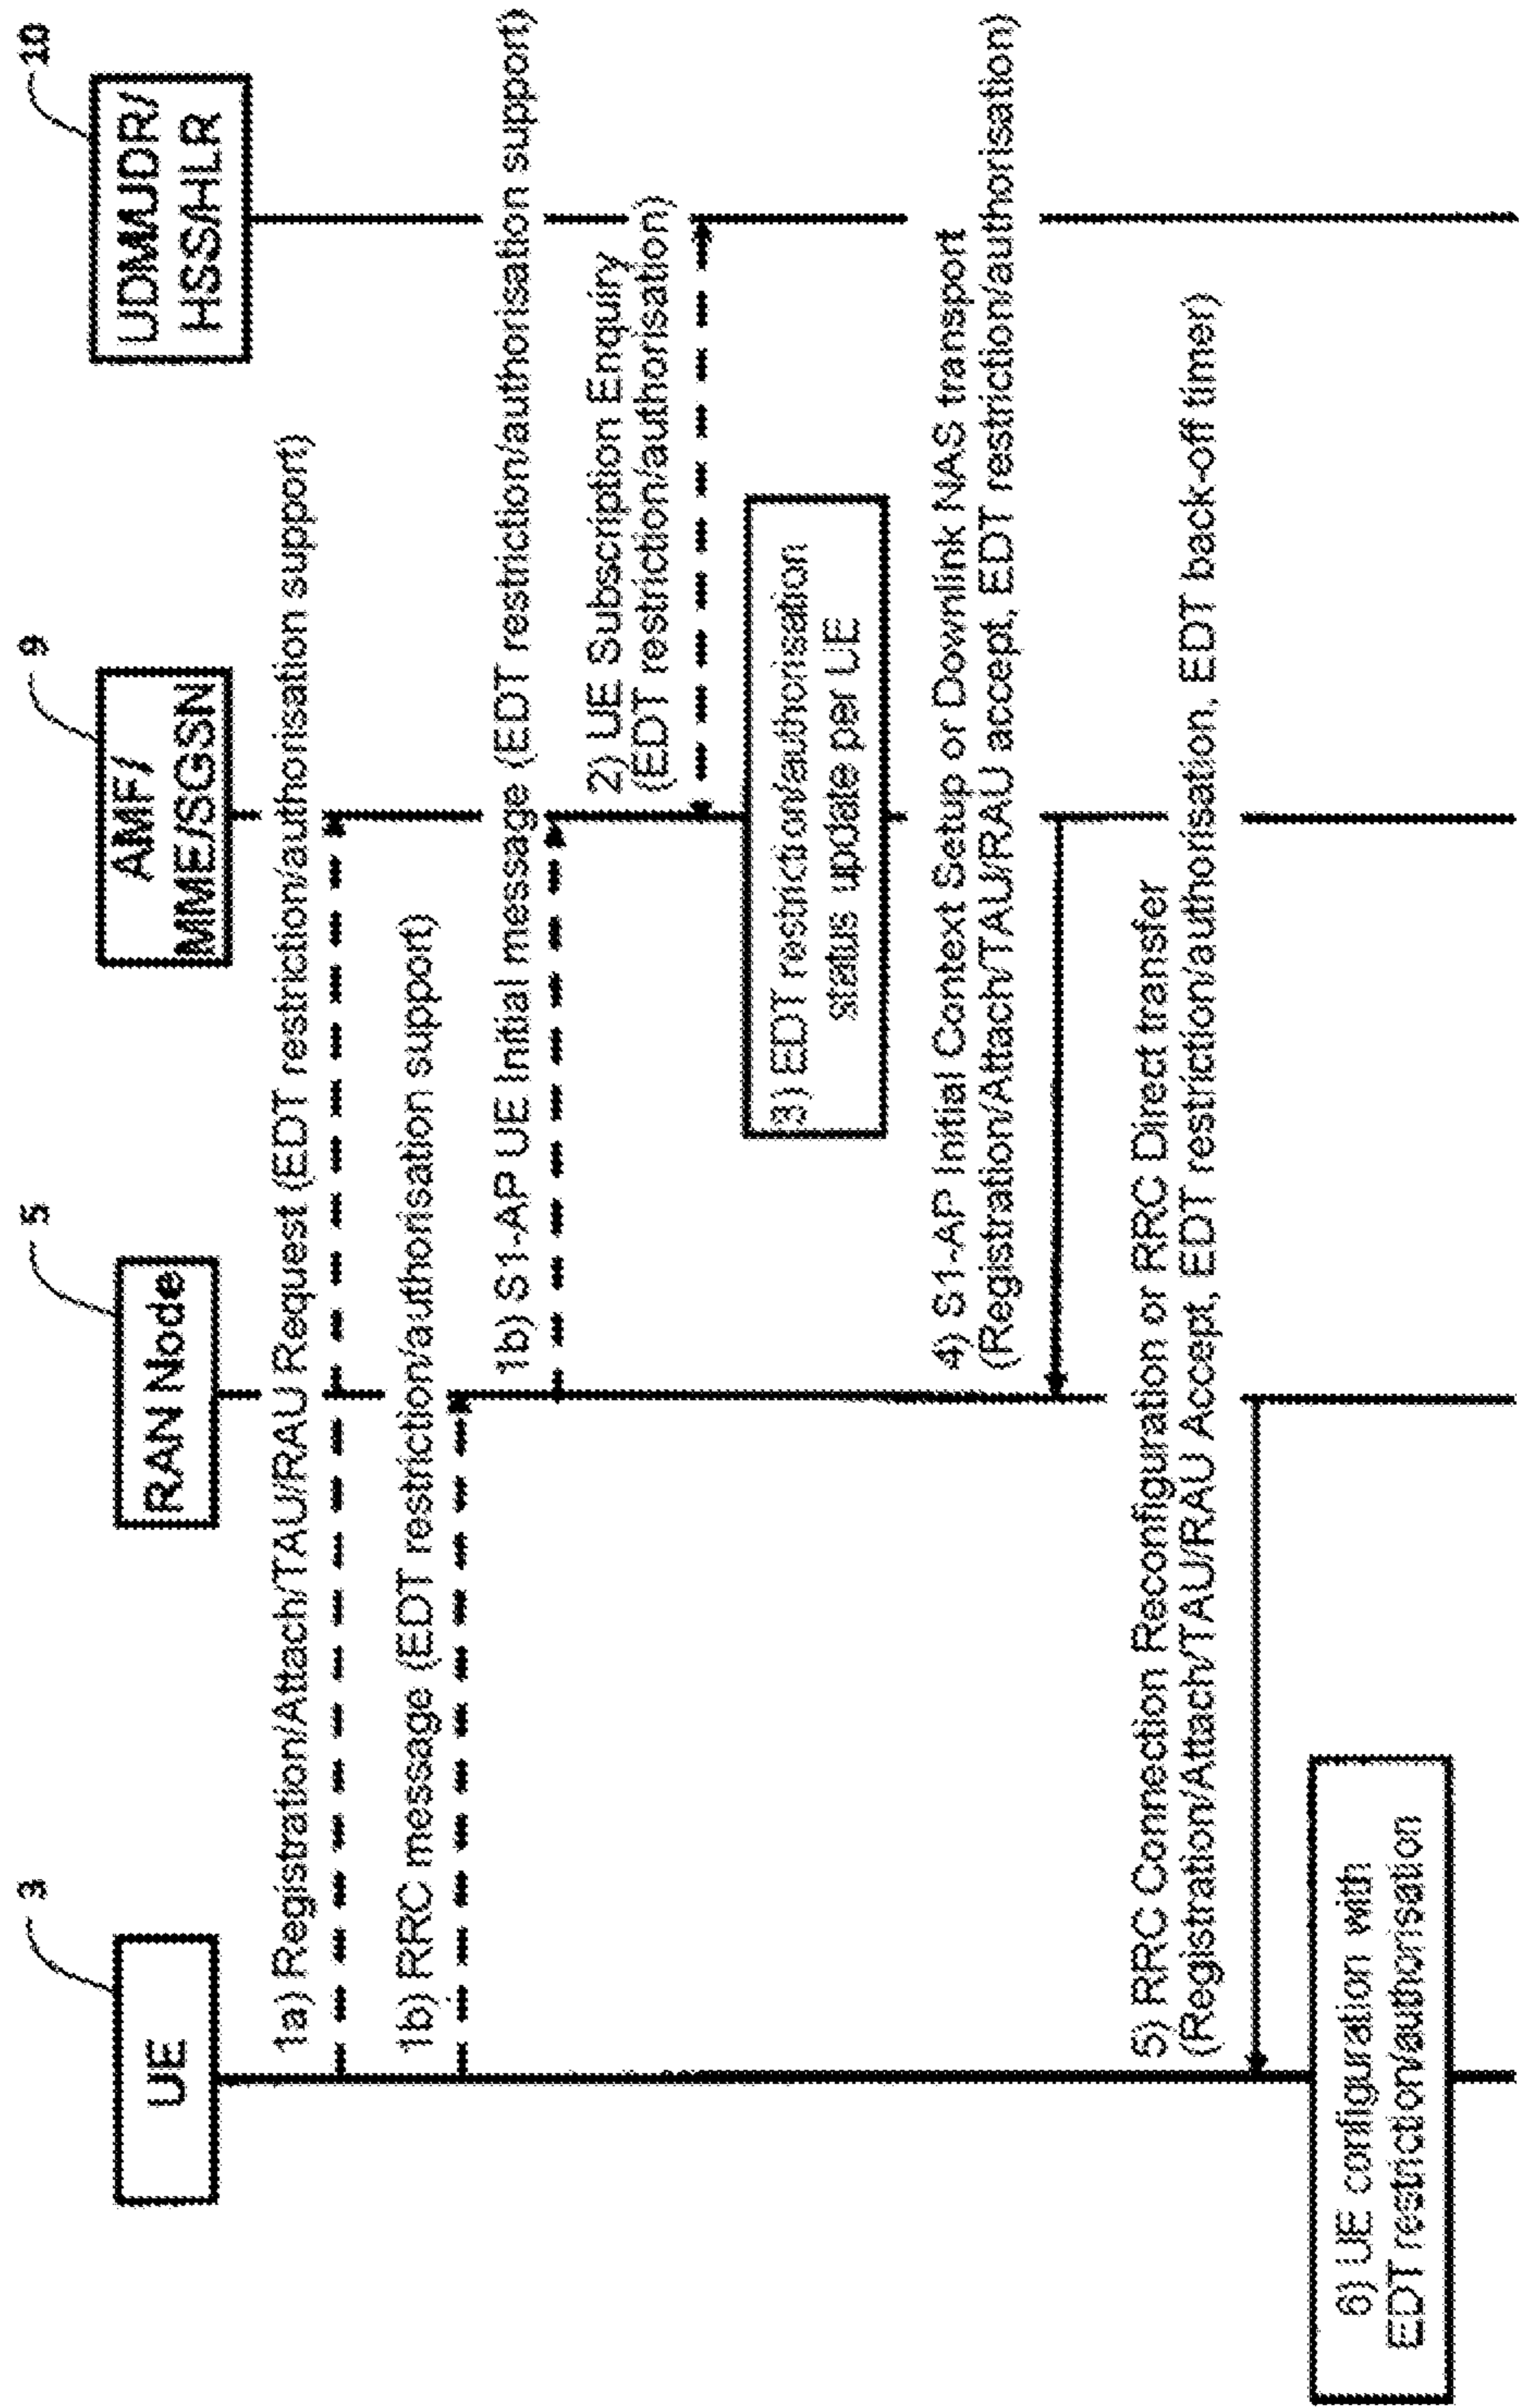 3
5
9
10
UE
RAN Node
AMF/
MME/SGSN
UDM/UDR/
HSS/HLR
1a) Registration/Attach/TAU/RAU Request (EDT restriction/authorisation support)
1b) RRC message (EDT restriction/authorisation support)
1b) S1-AP UE Initial message (EDT restriction/authorisation support)
2) UE Subscription Enquiry
(EDT restriction/authorisation)
3) EDT restriction/authorisation
status update per UE
4) S1-AP Initial Context Setup or Downlink NAS transport
(Registration/Attach/TAU/RAU accept, EDT restriction/authorisation)
5) RRC Connection Reconfiguration or RRC Direct transfer
(Registration/Attach/TAU/RAU Accept, EDT restriction/authorisation, EDT back-off timer)
6) UE configuration with
EDT restriction/authorisation